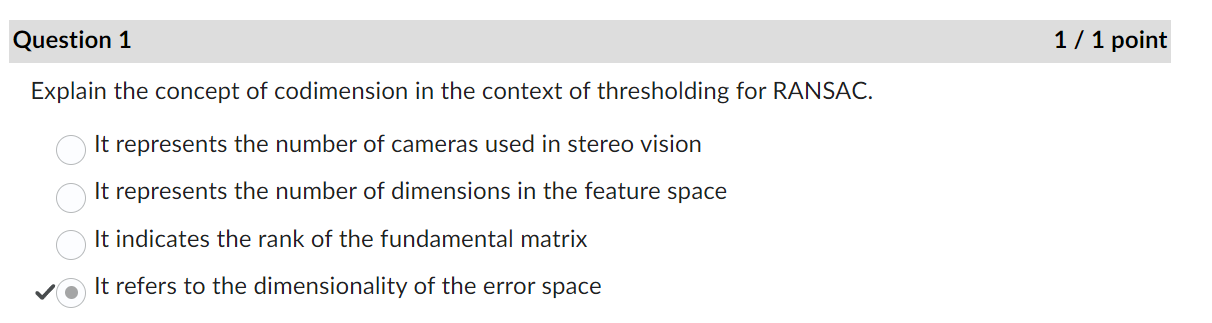 Question 1 1 / 1 point
Explain the concept of codimension in the context of thresholding for RANSAC.
It represents the number of cameras used in stereo vision
It represents the number of dimensions in the feature space
It indicates the rank of the fundamental matrix
It refers to the dimensionality of the error space